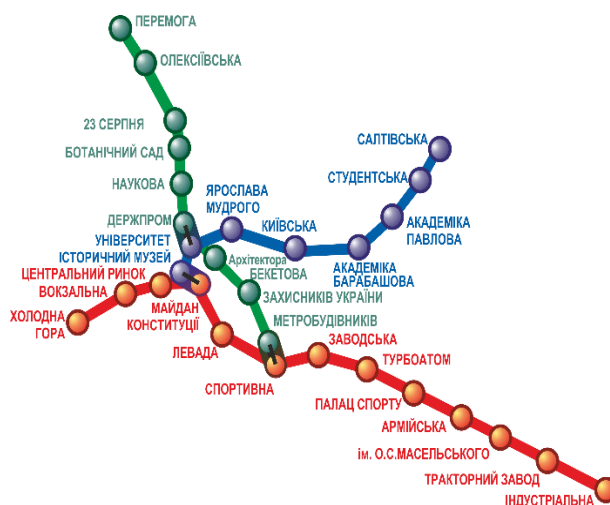 ПЕРЕМОГА
ОЛЕКСІЇВСЬКА
23 СЕРПНЯ
БОТАНІЧНИЙ САД
НАУКОВА
ДЕРЖПРОМ
Архітектора
БЕКЕТОВА
ЗАХИСНИКІВ УКРАЇНИ
МЕТРОБУДІВНИКІВ
САЛТІВСЬКА
СТУДЕНТСЬКА
АКАДЕМІКА
ПАВЛОВА
АКАДЕМІКА
БАРАБАШОВА
КИЇВСЬКА
ЯРОСЛАВА
МУДРОГО
УНІВЕРСИТЕТ
ІСТОРИЧНИЙ МУЗЕЙ
ХОЛОДНА
ГОРА
ВОКЗАЛЬНА
ЦЕНТРАЛЬНИЙ РИНОК
МАЙДАН
КОНСТИТУЦІЇ
ЛЕВАДА
СПОРТИВНА
ЗАВОДСЬКА
ТУРБОАТОМ
ПАЛАЦ СПОРТУ
АРМІЙСЬКА
ім. О.С.МАСЕЛЬСЬКОГО
ТРАКТОРНИЙ ЗАВОД
ІНДУСТРІАЛЬНА